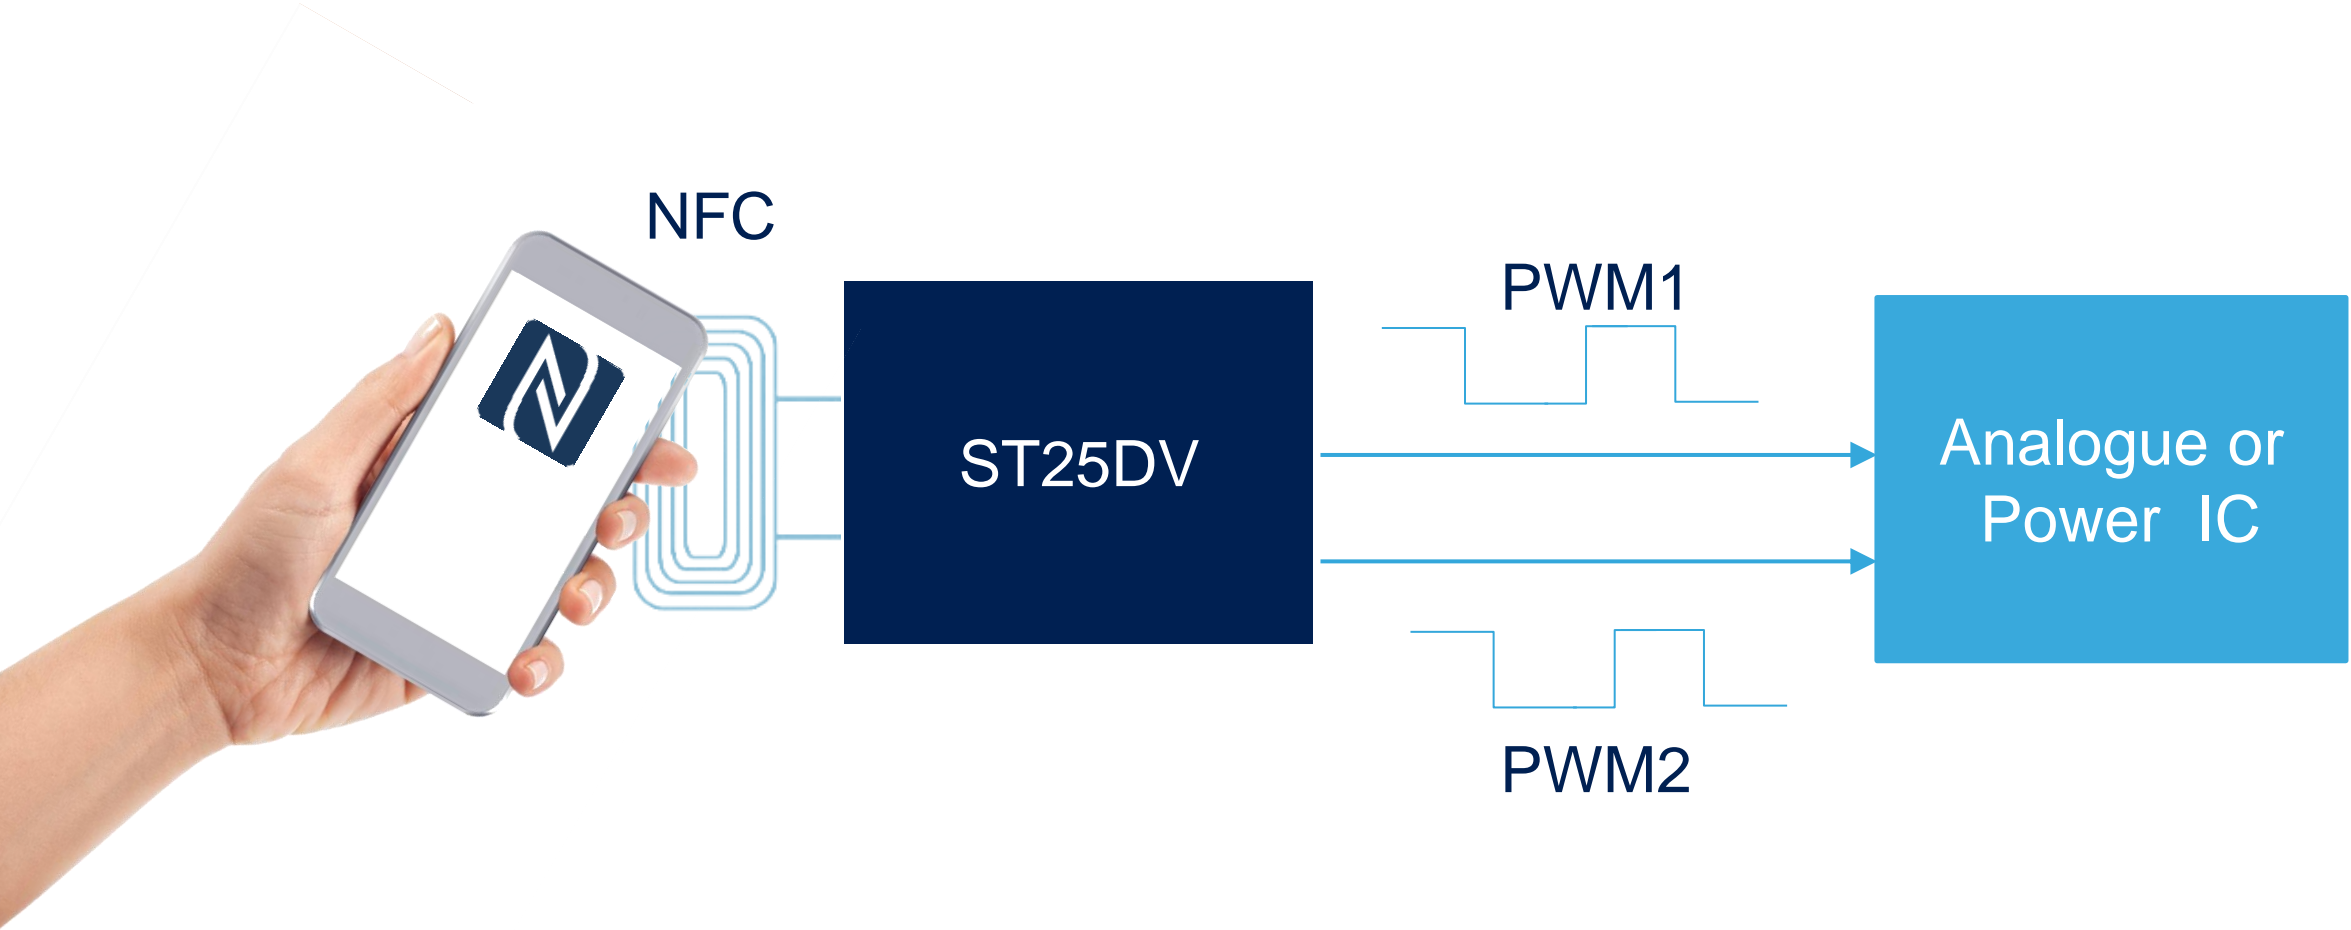 NFC
ST25DV
PWM1
PWM2
Analogue or
Power IC